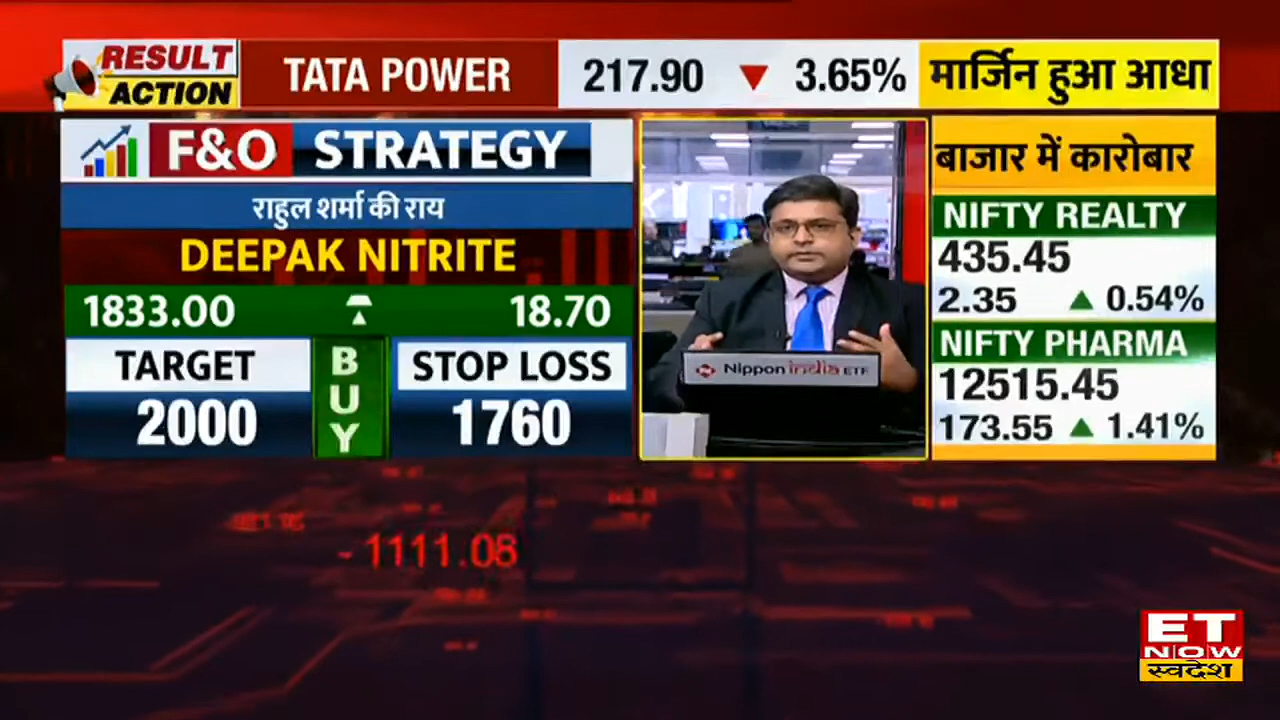 RESULT ACTION
TATA POWER 217.90 ▼ 3.65% मार्जिन हुआ आधा
F&O STRATEGY
राहुल शर्मा की राय
DEEPAK NITRITE
1833.00 ▲ 18.70
TARGET
2000
BUY
STOP LOSS
1760
Nippon india ETF
बाजार में कारोबार
NIFTY REALTY
435.45
2.35 ▲ 0.54%
NIFTY PHARMA
12515.45
173.55 ▲ 1.41%
- 1111.08
ET
NOW
स्वदेश